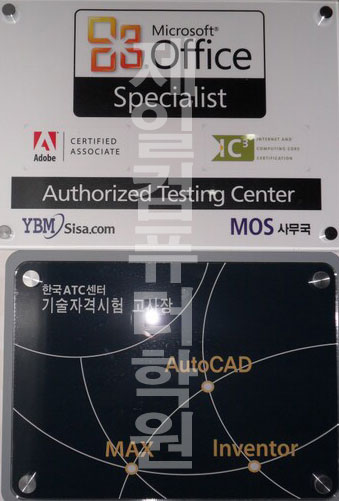 Microsoft®
Office
Specialist
Adobe
CERTIFIED
ASSOCIATE
IC³
INTERNET AND
COMPUTING CORE
CERTIFICATION
Authorized Testing Center
YBM Sisa.com
MOS 사무국
한국ATC센터
기술자격시험 고사장
AutoCAD
MAX
Inventor